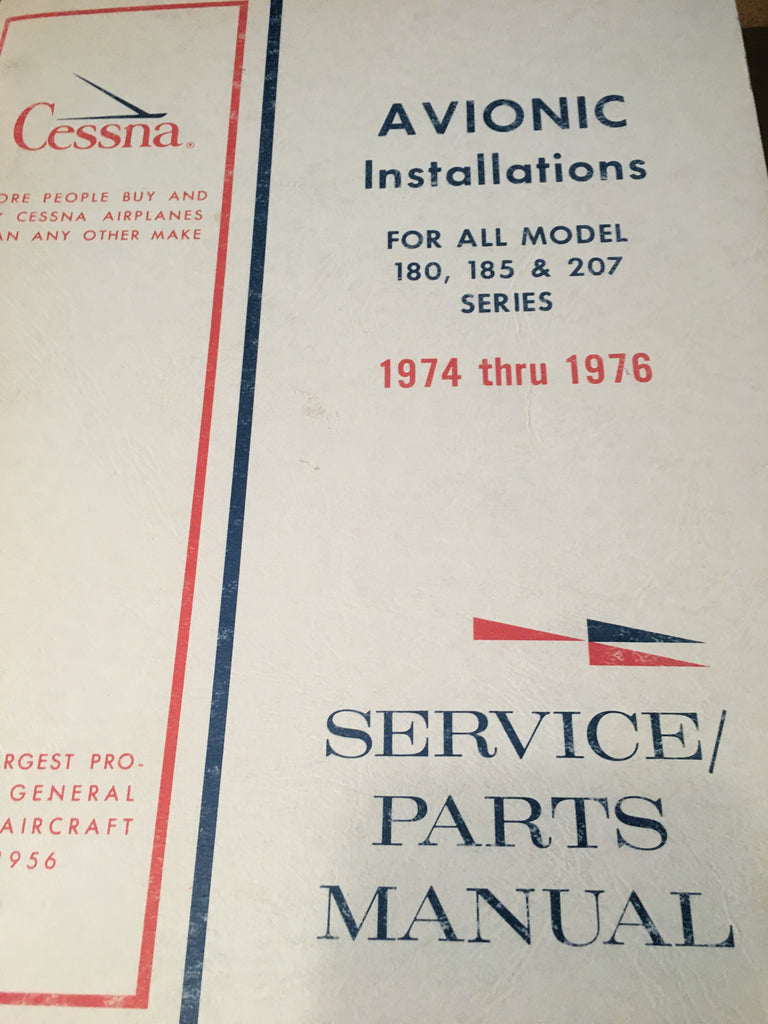 Cessna®
ORE PEOPLE BUY AND
Y CESSNA AIRPLANES
AN ANY OTHER MAKE
RGEST PRO-
GENERAL
AIRCRAFT
1956
AVIONIC
Installations
FOR ALL MODEL
180, 185 & 207
SERIES
1974 thru 1976
SERVICE/
PARTS
MANUAL